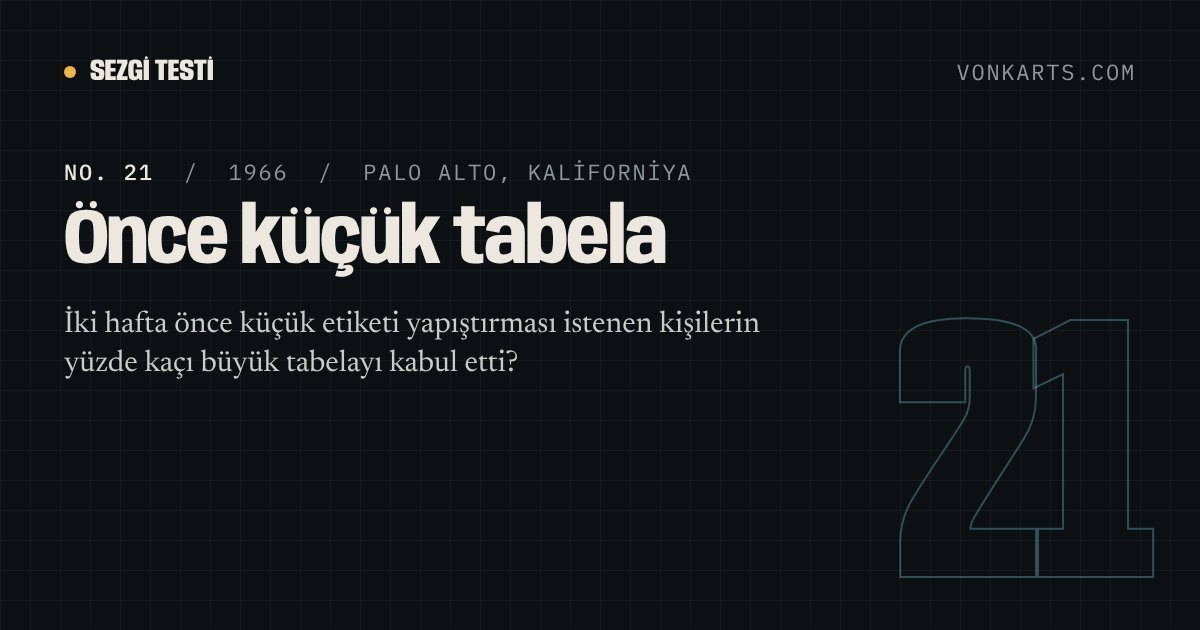 SEZGİ TESTİ
VONKARTS.COM
NO. 21 / 1966 / PALO ALTO, KALİFORNİYA
Önce küçük tabela
İki hafta önce küçük etiketi yapıştırması istenen kişilerin
yüzde kaçı büyük tabelayı kabul etti?
21